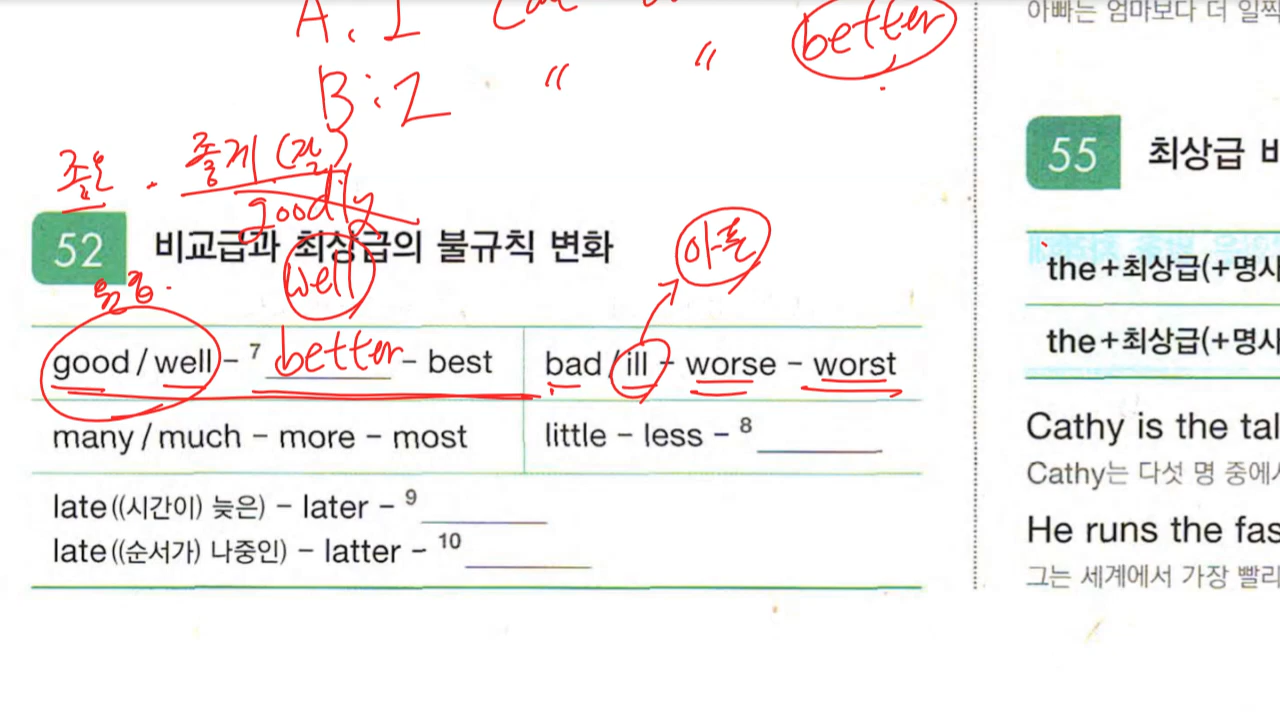 A. I
better
아빠는 엄마보다 더 일찍
B : I " "
좋은 . 좋게 (잘)
goodly
52 비교급과 최상급의 불규칙 변화
well
아픈
good / well – 7 better – best
bad / ill – worse – worst
many / much – more – most
little – less – 8
late((시간이) 늦은) – later – 9
late((순서가) 나중인) – latter – 10
55 최상급 비
the+최상급(+명사
the+최상급(+명사
Cathy is the tal
Cathy는 다섯 명 중에서
He runs the fas
그는 세계에서 가장 빨리